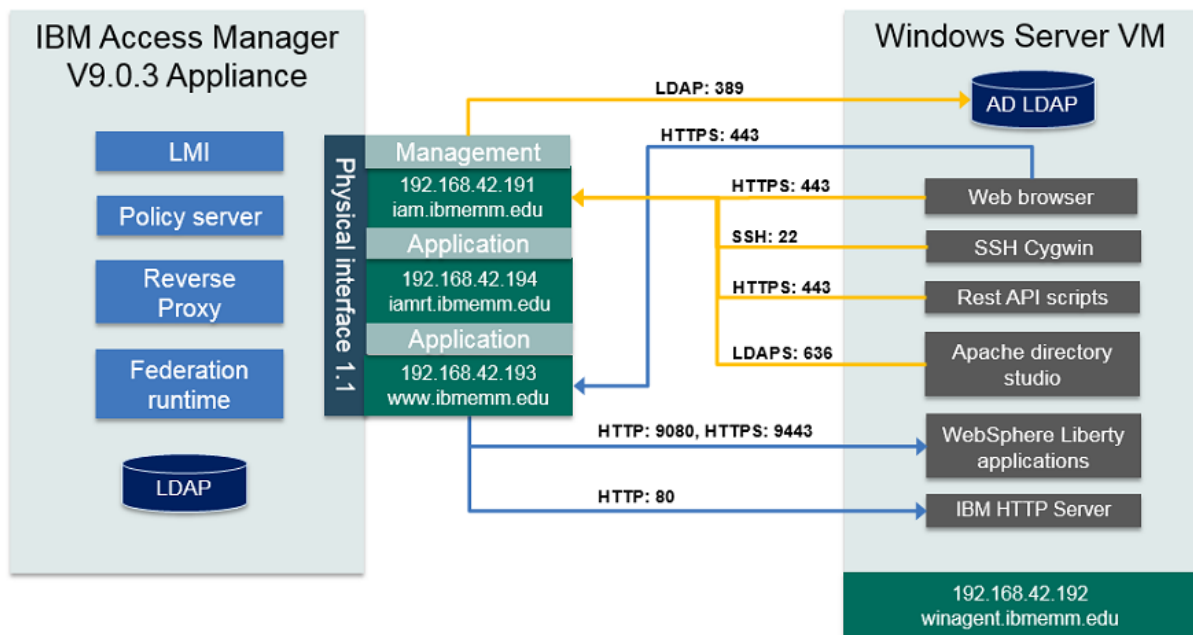 IBM Access Manager
V9.0.3 Appliance
LMI
Policy server
Reverse
Proxy
Federation
runtime
LDAP
Physical interface 1.1
Management
192.168.42.191
iam.ibmemm.edu
Application
192.168.42.194
iamrt.ibmemm.edu
Application
192.168.42.193
www.ibmemm.edu
LDAP: 389
HTTPS: 443
HTTPS: 443
SSH: 22
HTTPS: 443
LDAPS: 636
HTTP: 9080, HTTPS: 9443
HTTP: 80
Windows Server VM
AD LDAP
Web browser
SSH Cygwin
Rest API scripts
Apache directory
studio
WebSphere Liberty
applications
IBM HTTP Server
192.168.42.192
winagent.ibmemm.edu